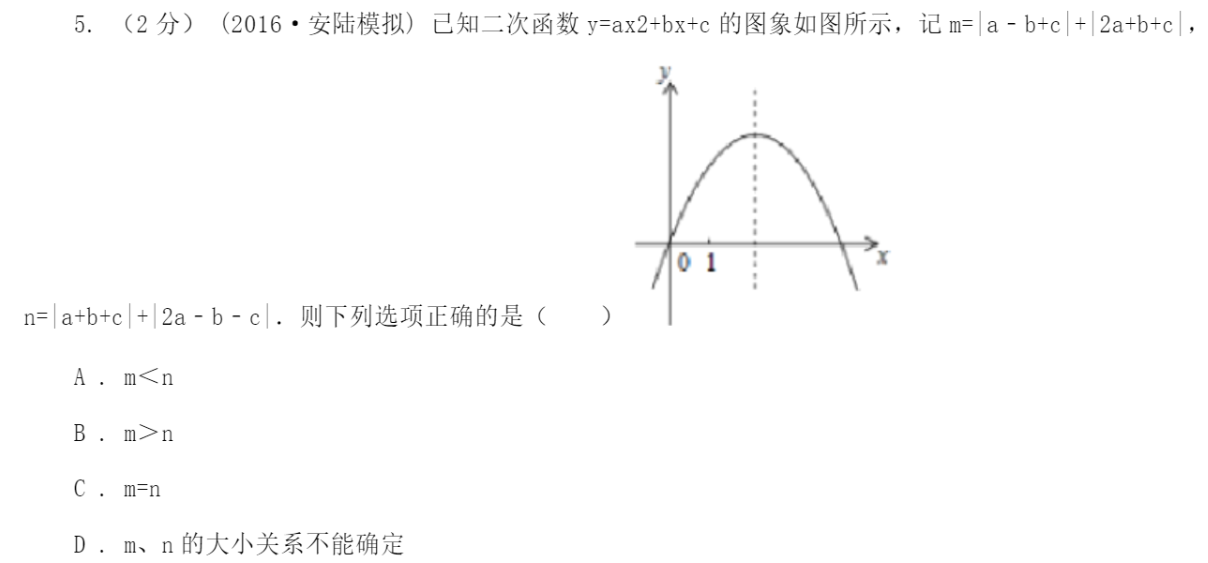 5. （2 分） (2016·安陆模拟) 已知二次函数 y=ax2+bx+c 的图象如图所示，记 m=|a﹣b+c|+|2a+b+c|，
y
0 1 x
n=|a+b+c|+|2a﹣b﹣c|．则下列选项正确的是（　　）
A ． m＜n
B ． m＞n
C ． m=n
D ． m、n 的大小关系不能确定